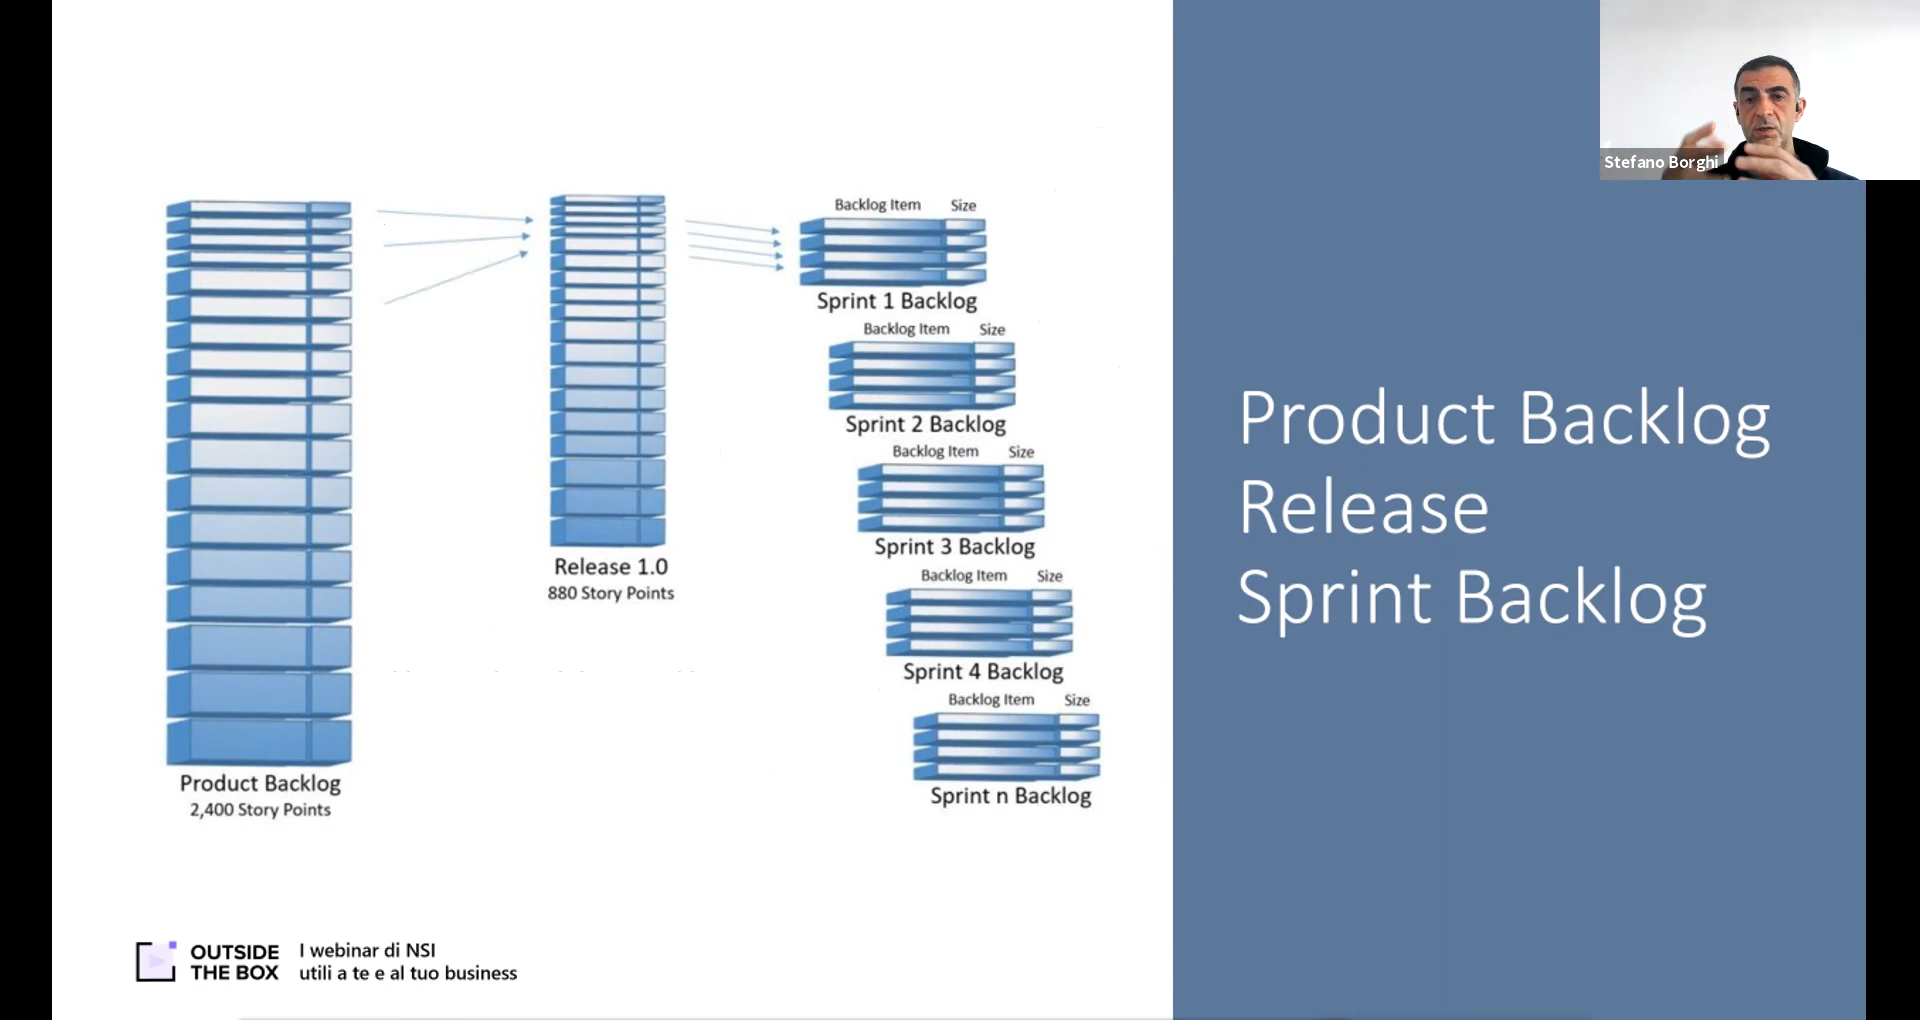 Stefano Borghi
Backlog Item Size
Sprint 1 Backlog
Backlog Item Size
Sprint 2 Backlog
Backlog Item Size
Sprint 3 Backlog
Backlog Item Size
Sprint 4 Backlog
Backlog Item Size
Sprint n Backlog
Release 1.0
880 Story Points
Product Backlog
2,400 Story Points
Product Backlog
Release
Sprint Backlog
OUTSIDE
THE BOX
I webinar di NSI
utili a te e al tuo business